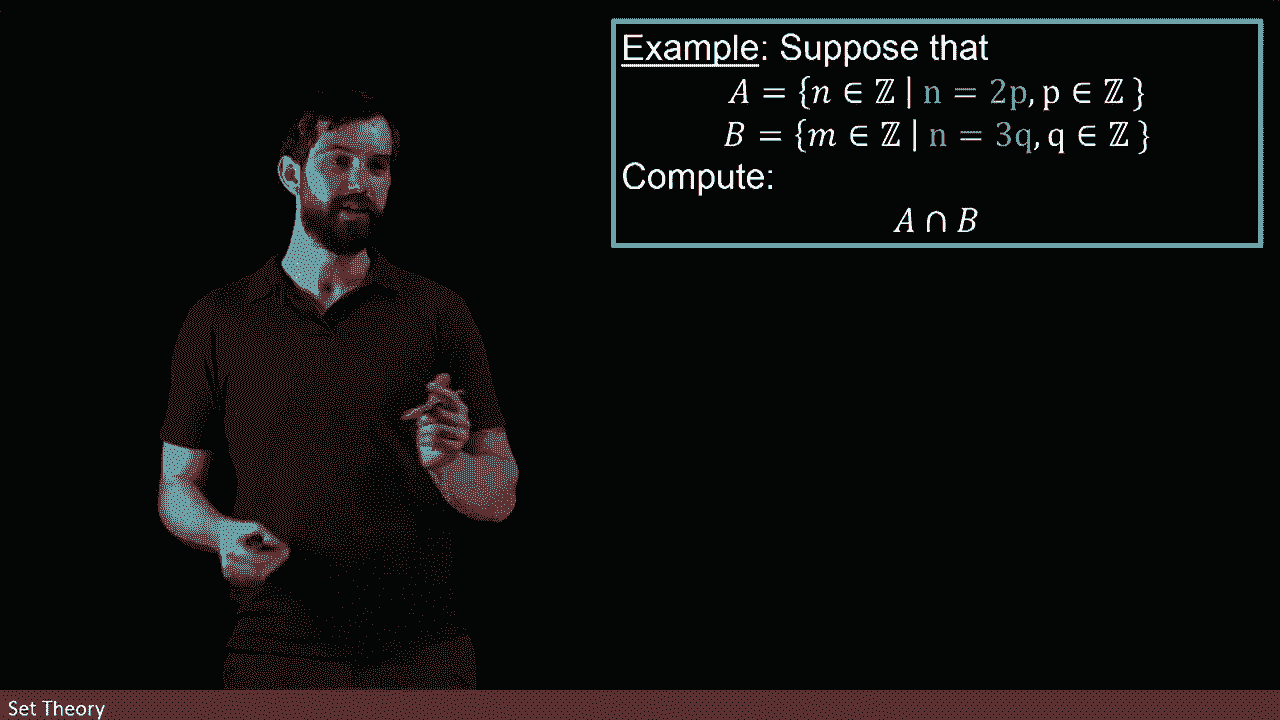 Example: Suppose that
A = {n ∈ ℤ | n = 2p, p ∈ ℤ }
B = {m ∈ ℤ | n = 3q, q ∈ ℤ }
Compute:
A ∩ B
Set Theory